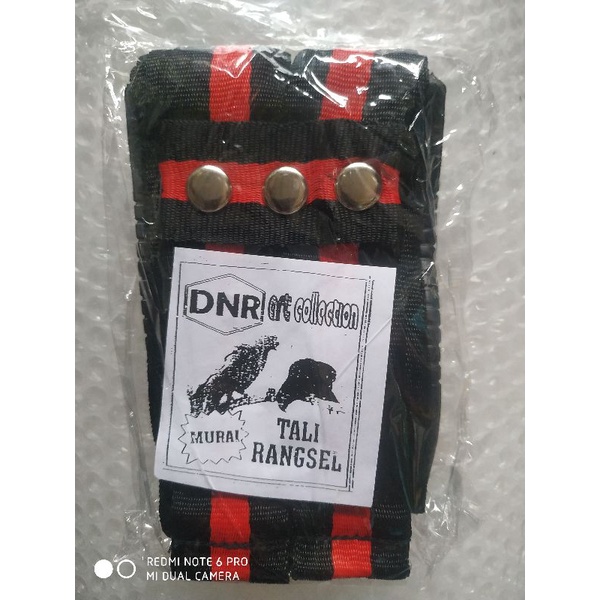 DNR art collection
MURAI
TALI
RANGSEL
REDMI NOTE 6 PRO
MI DUAL CAMERA